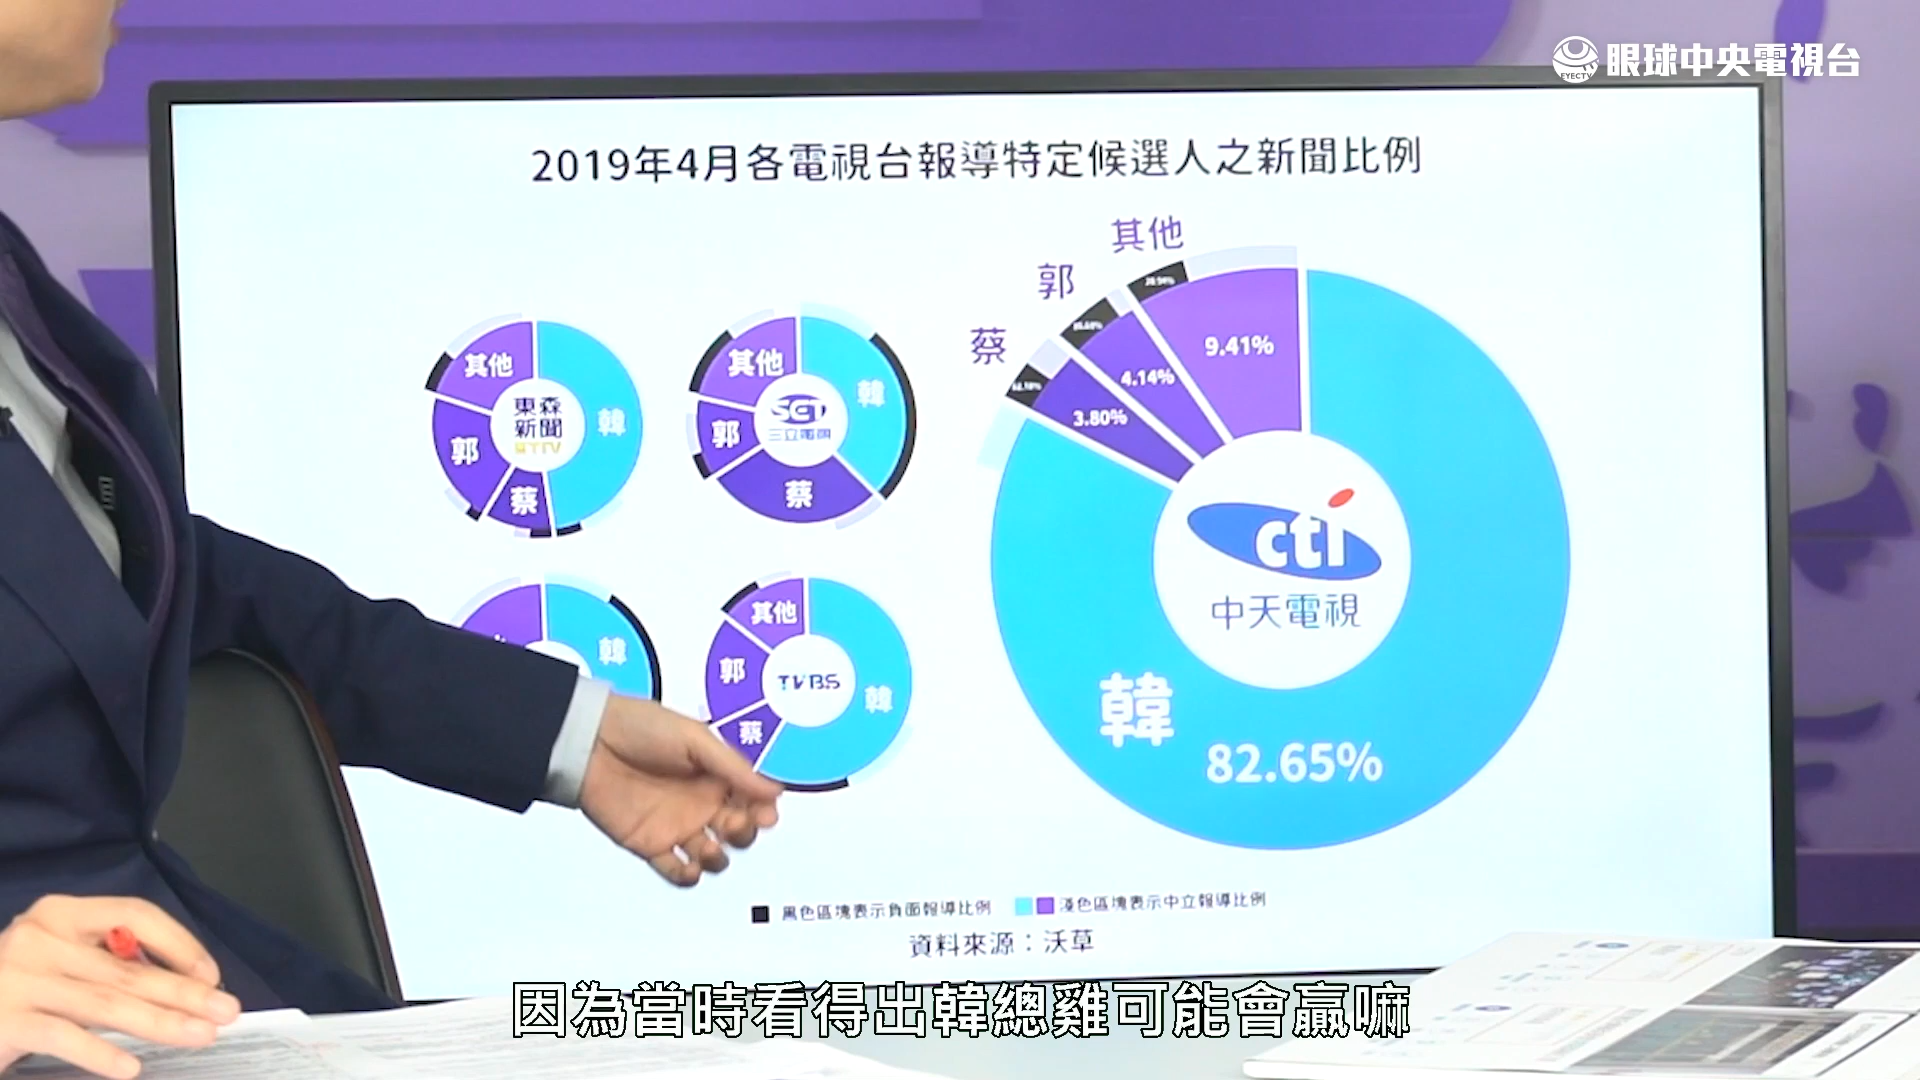 眼球中央電視台
EYECTV
2019年4月各電視台報導特定候選人之新聞比例
其他
郭
蔡
9.41%
4.14%
3.80%
cti
中天電視
韓
82.65%
其他
韓
郭
蔡
東森
新聞
其他
韓
郭
蔡
SET
三立電視
韓
其他
郭
韓
蔡
TVBS
黑色區塊表示負面報導比例
淺色區塊表示中立報導比例
資料來源：沃草
因為當時看得出韓總雞可能會贏嘛